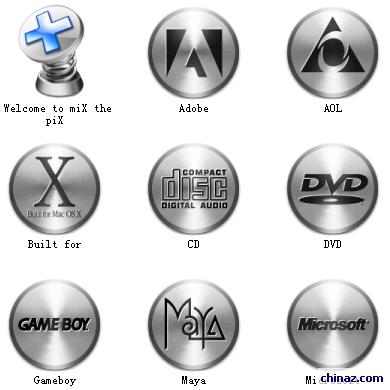 Welcome to miX the
piX
Adobe
AOL
X
Built for Mac OS X
COMPACT
disc
DIGITAL AUDIO
DVD
Built for
CD
DVD
GAME BOY
Maya
Microsoft
Gameboy
Maya
chinaz.com